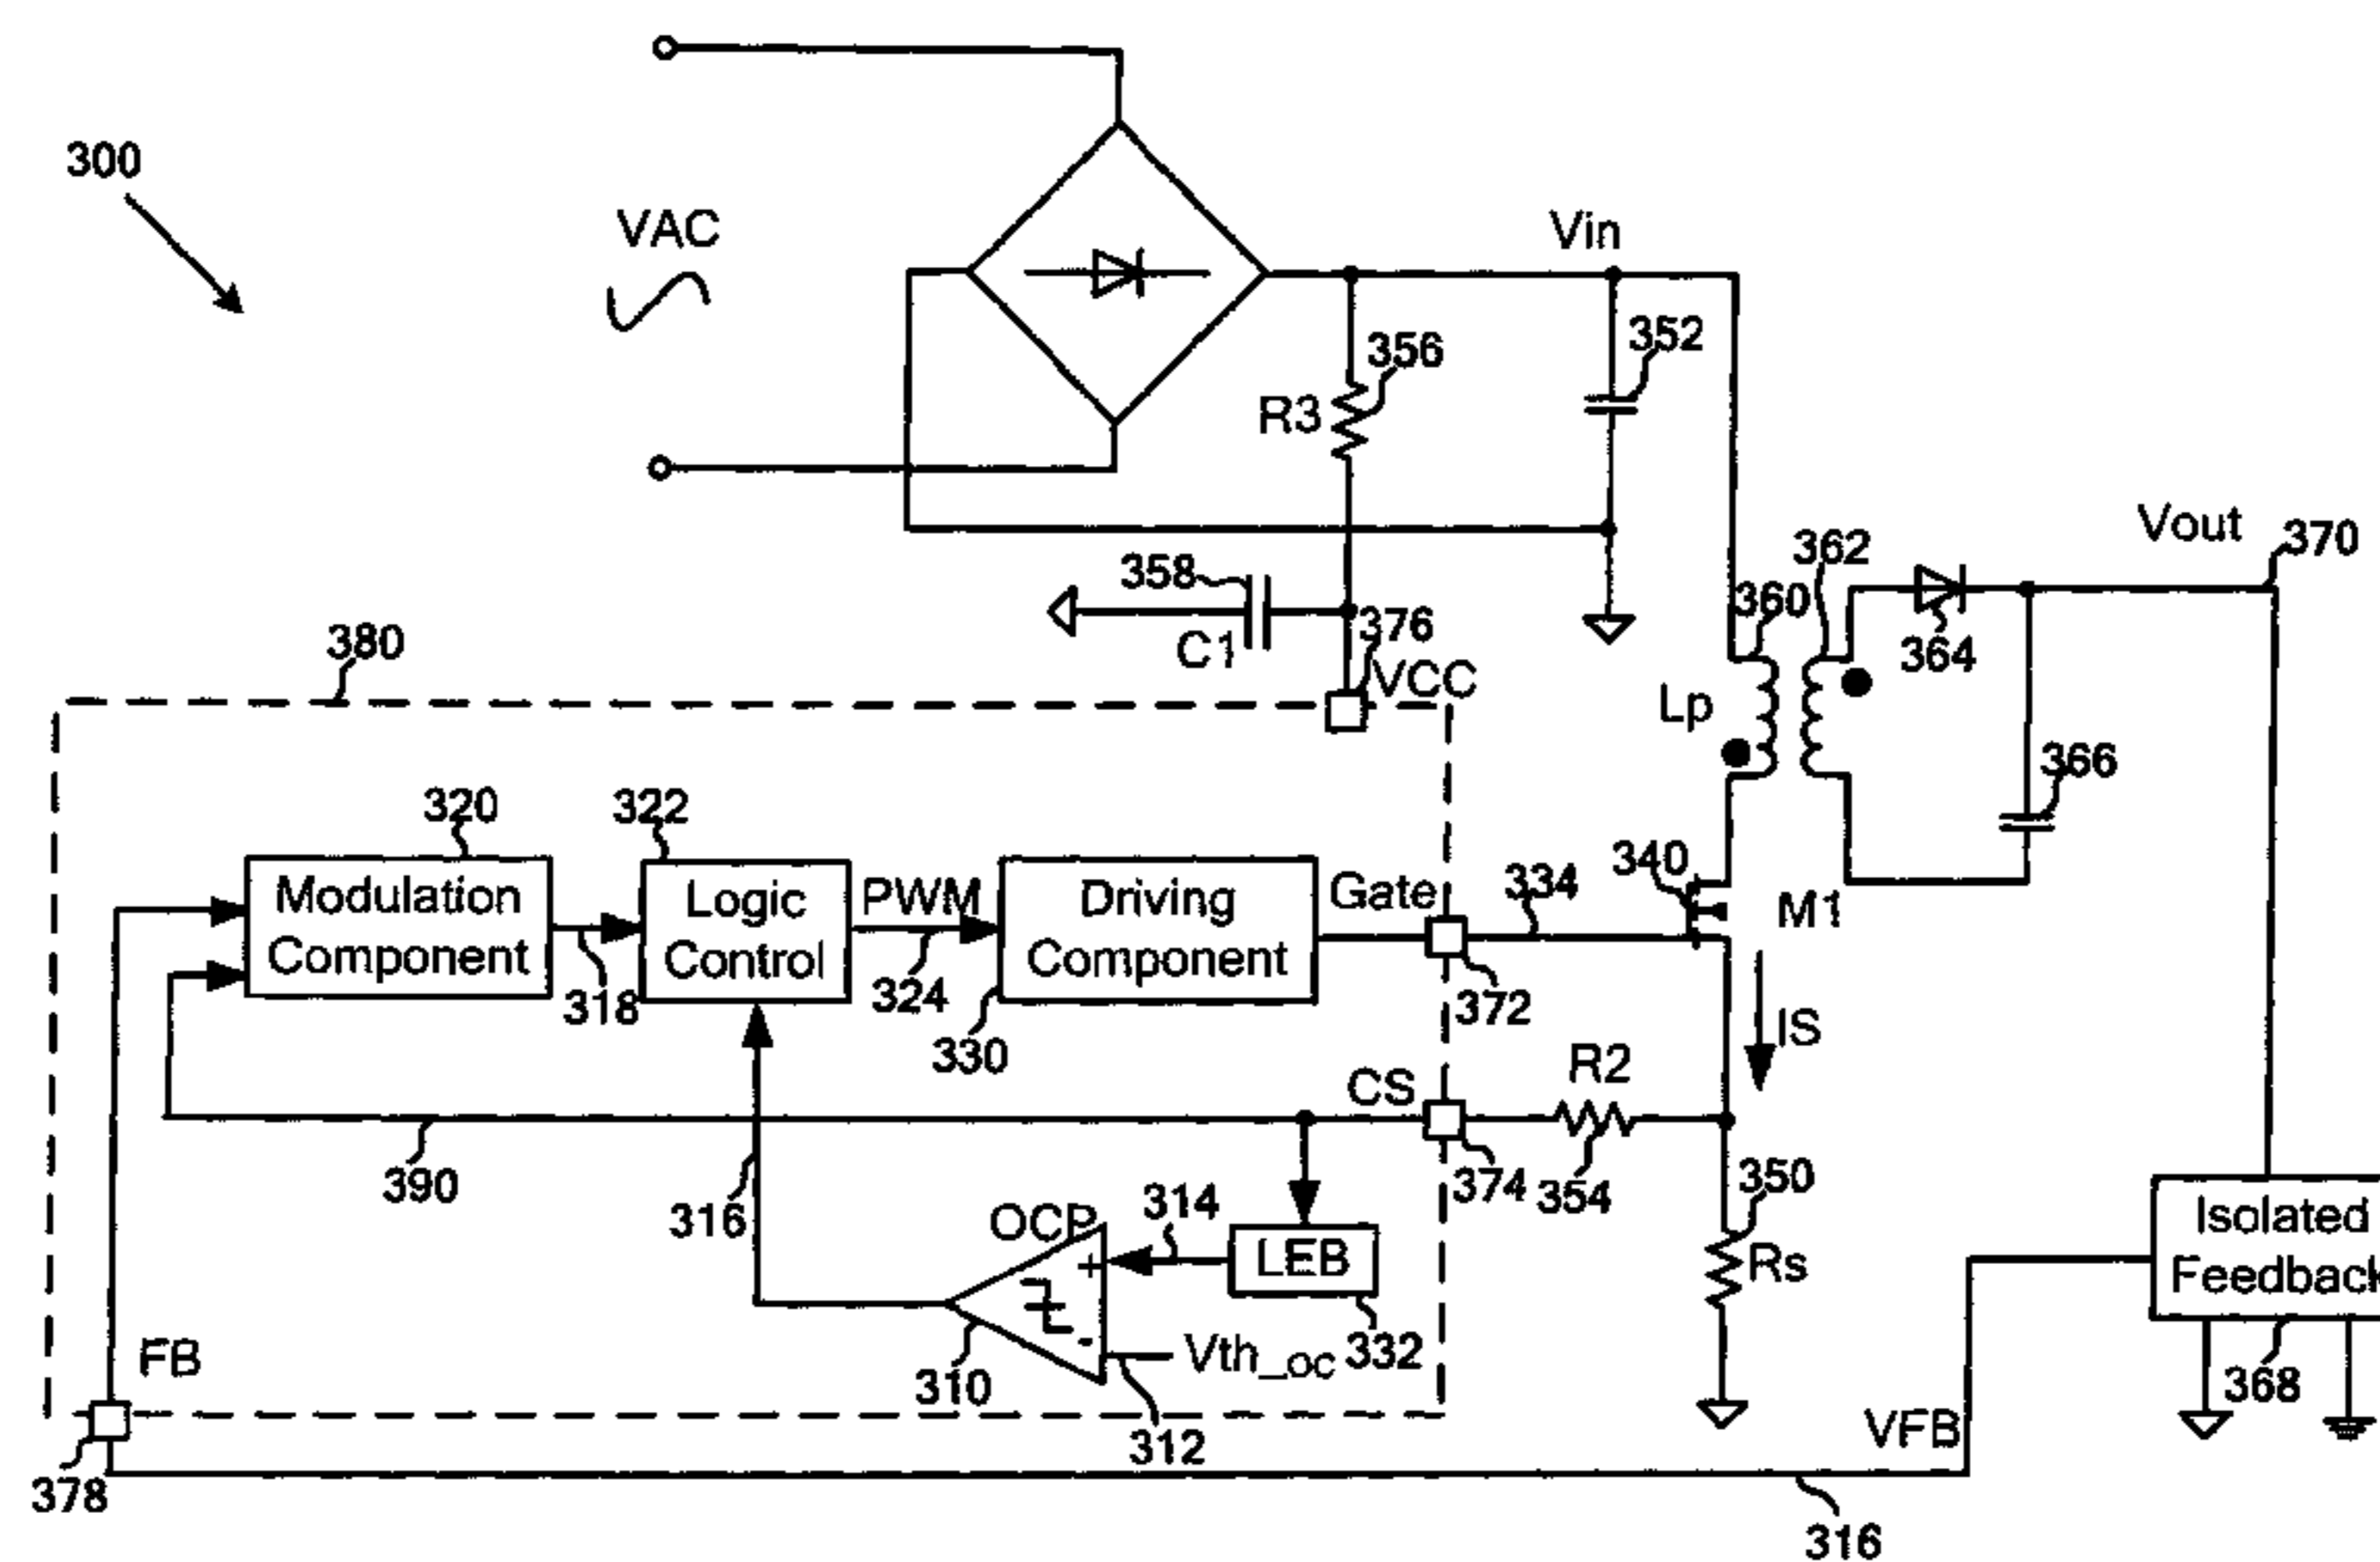 300
VAC
Vin
356
352
R3
Vout
370
362
358
360
376
C1
364
380
VCC
Lp
366
320
322
340
334
Modulation
Component
Logic
Control
PWM
Driving
Component
Gate
M1
318
324
372
330
IS
R2
CS
390
316
314
374
354
350
OCP
Isolated
+
LEB
Rs
Feedback
-
FB
310
Vth_oc
332
368
312
VFB
378
316